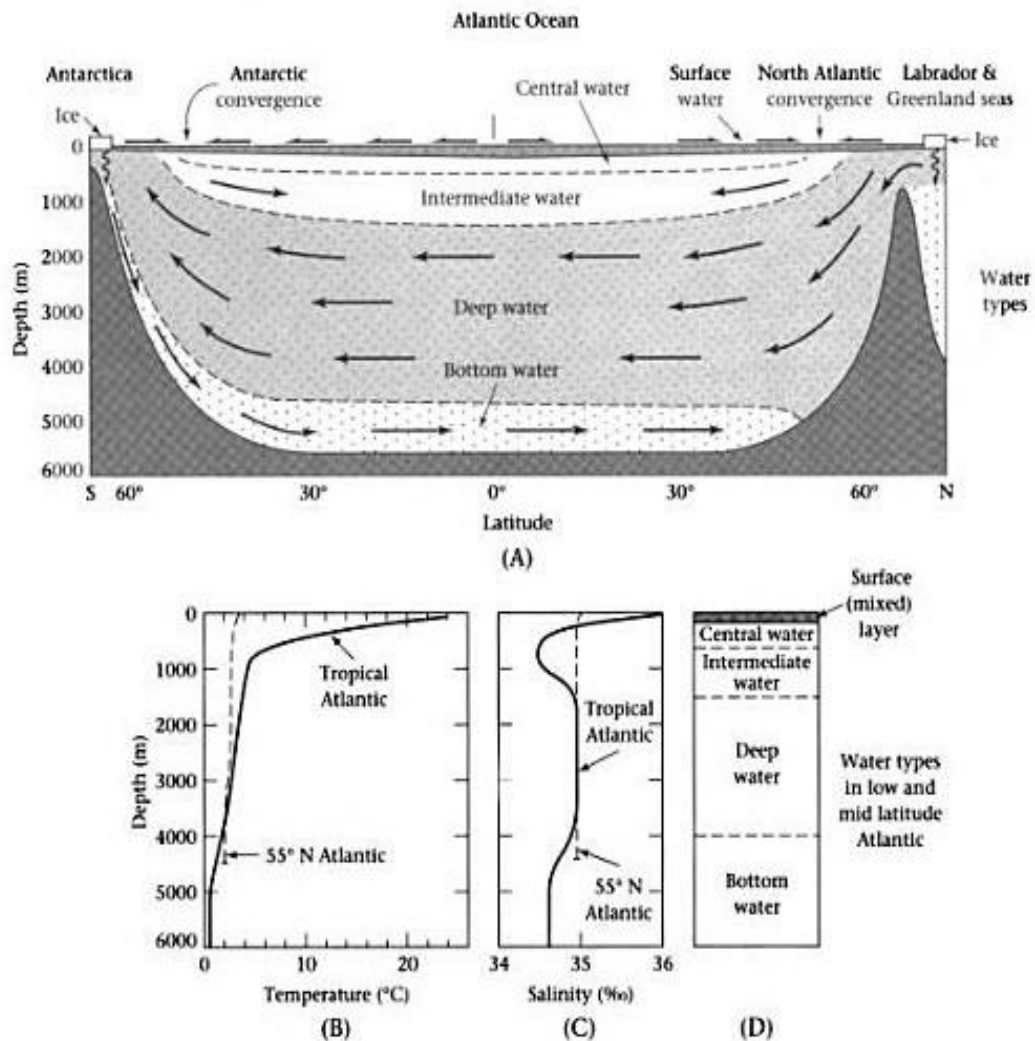 Atlantic Ocean
Antarctica
Antarctic
convergence
Central water
Surface
water
North Atlantic
convergence
Labrador &
Greenland seas
Ice
Ice
0
1000
2000
3000
4000
5000
6000
Depth (m)
Intermediate water
Deep water
Bottom water
Water
types
S 60° 30° 0° 30° 60° N
Latitude
(A)
0
1000
2000
3000
4000
5000
6000
Depth (m)
Tropical
Atlantic
55° N Atlantic
0 10 20
Temperature (°C)
(B)
Tropical
Atlantic
55° N
Atlantic
34 35 36
Salinity (‰)
(C)
Surface
(mixed)
layer
Central water
Intermediate
water
Deep
water
Bottom
water
Water types
in low and
mid latitude
Atlantic
(D)